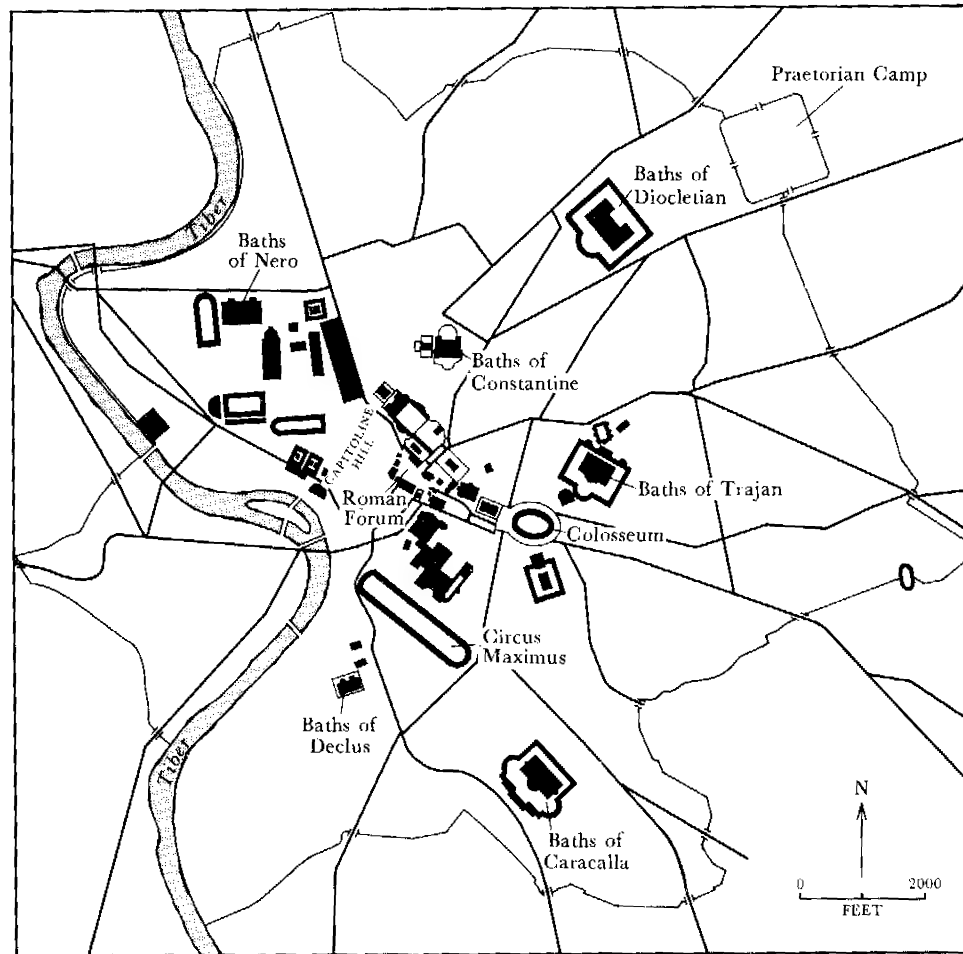 Praetorian Camp
Baths of
Diocletian
Tiber
Baths
of Nero
Baths of
Constantine
CAPITOLINE
HILL
Roman
Forum
Baths of Trajan
Colosseum
Circus
Maximus
Baths of
Declus
Tiber
Baths of
Caracalla
N
0 2000
FEET